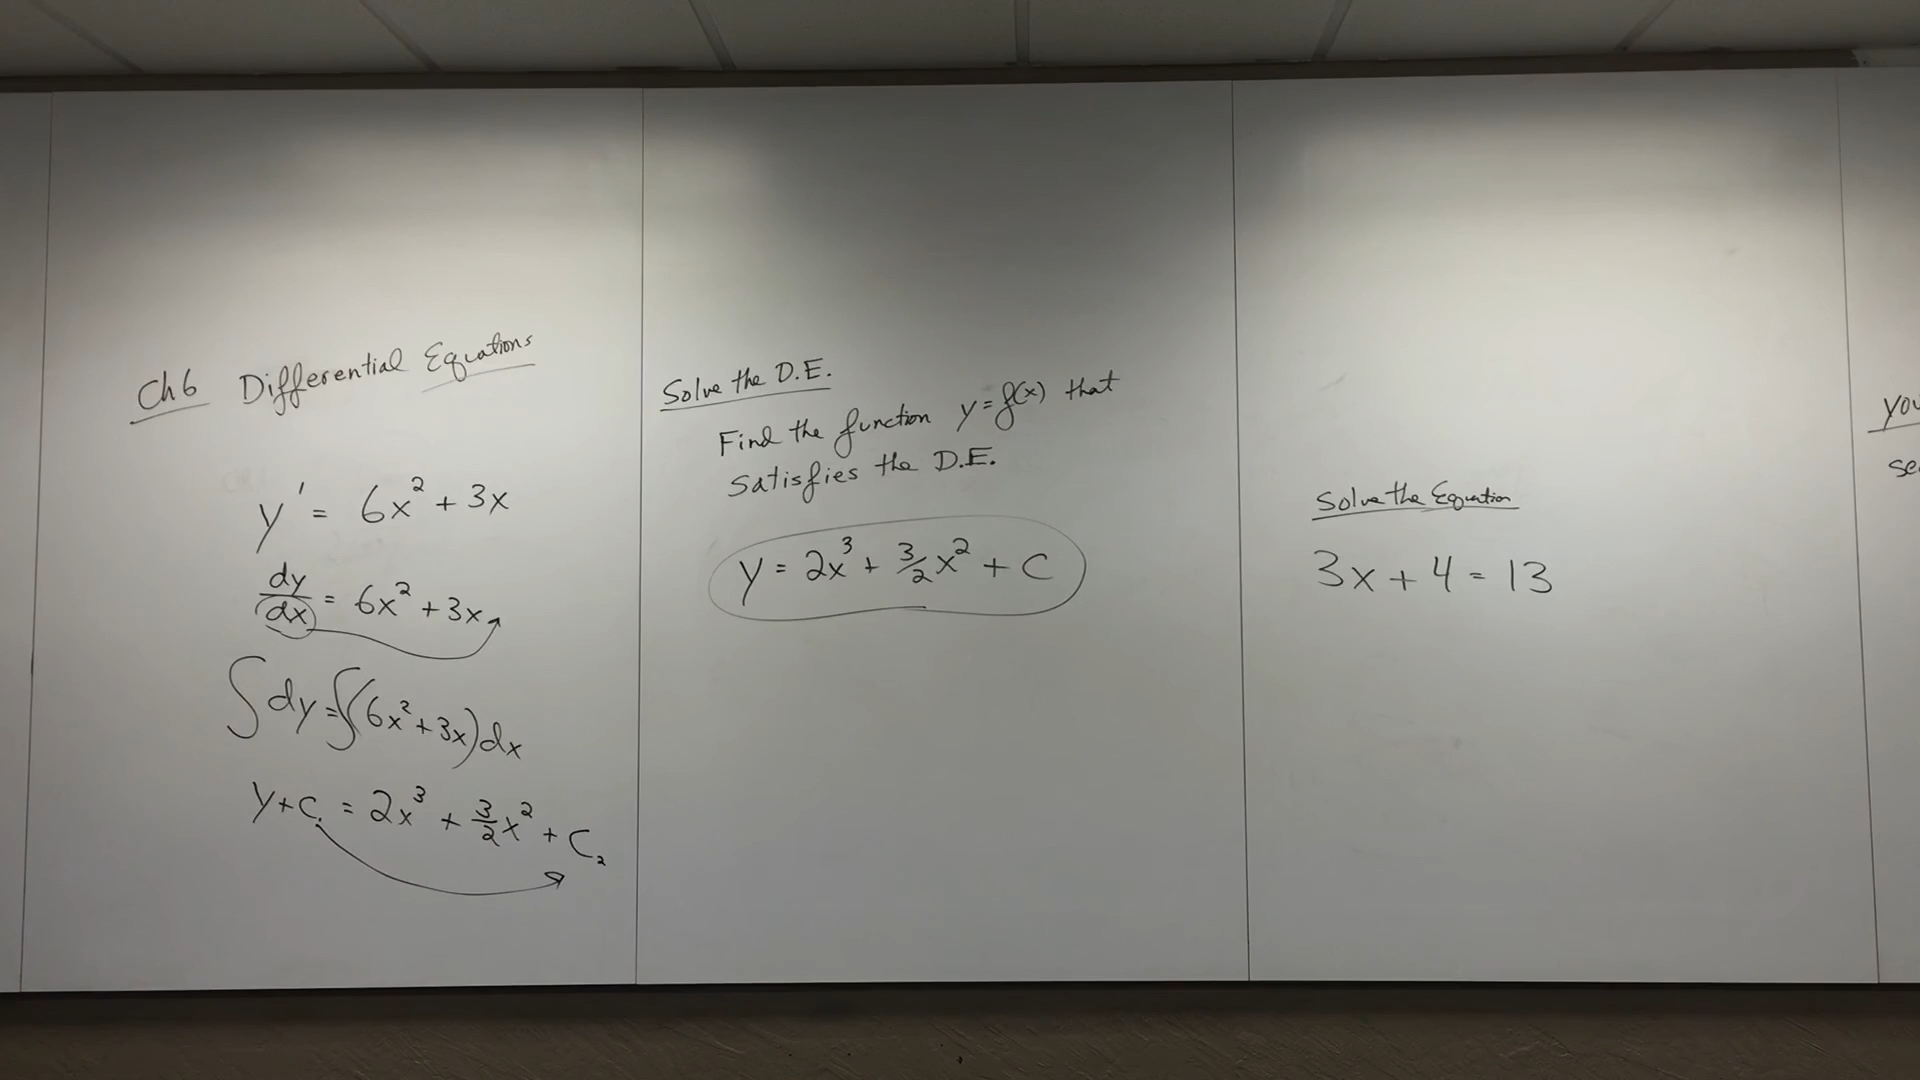 Ch 6 Differential Equations
y' = 6x² + 3x
dy/dx = 6x² + 3x
∫dy = ∫(6x² + 3x)dx
y + C₁ = 2x³ + 3/2 x² + C₂
Solve the D.E.
Find the function y = f(x) that
satisfies the D.E.
y = 2x³ + 3/2 x² + C
Solve the Equation
3x + 4 = 13